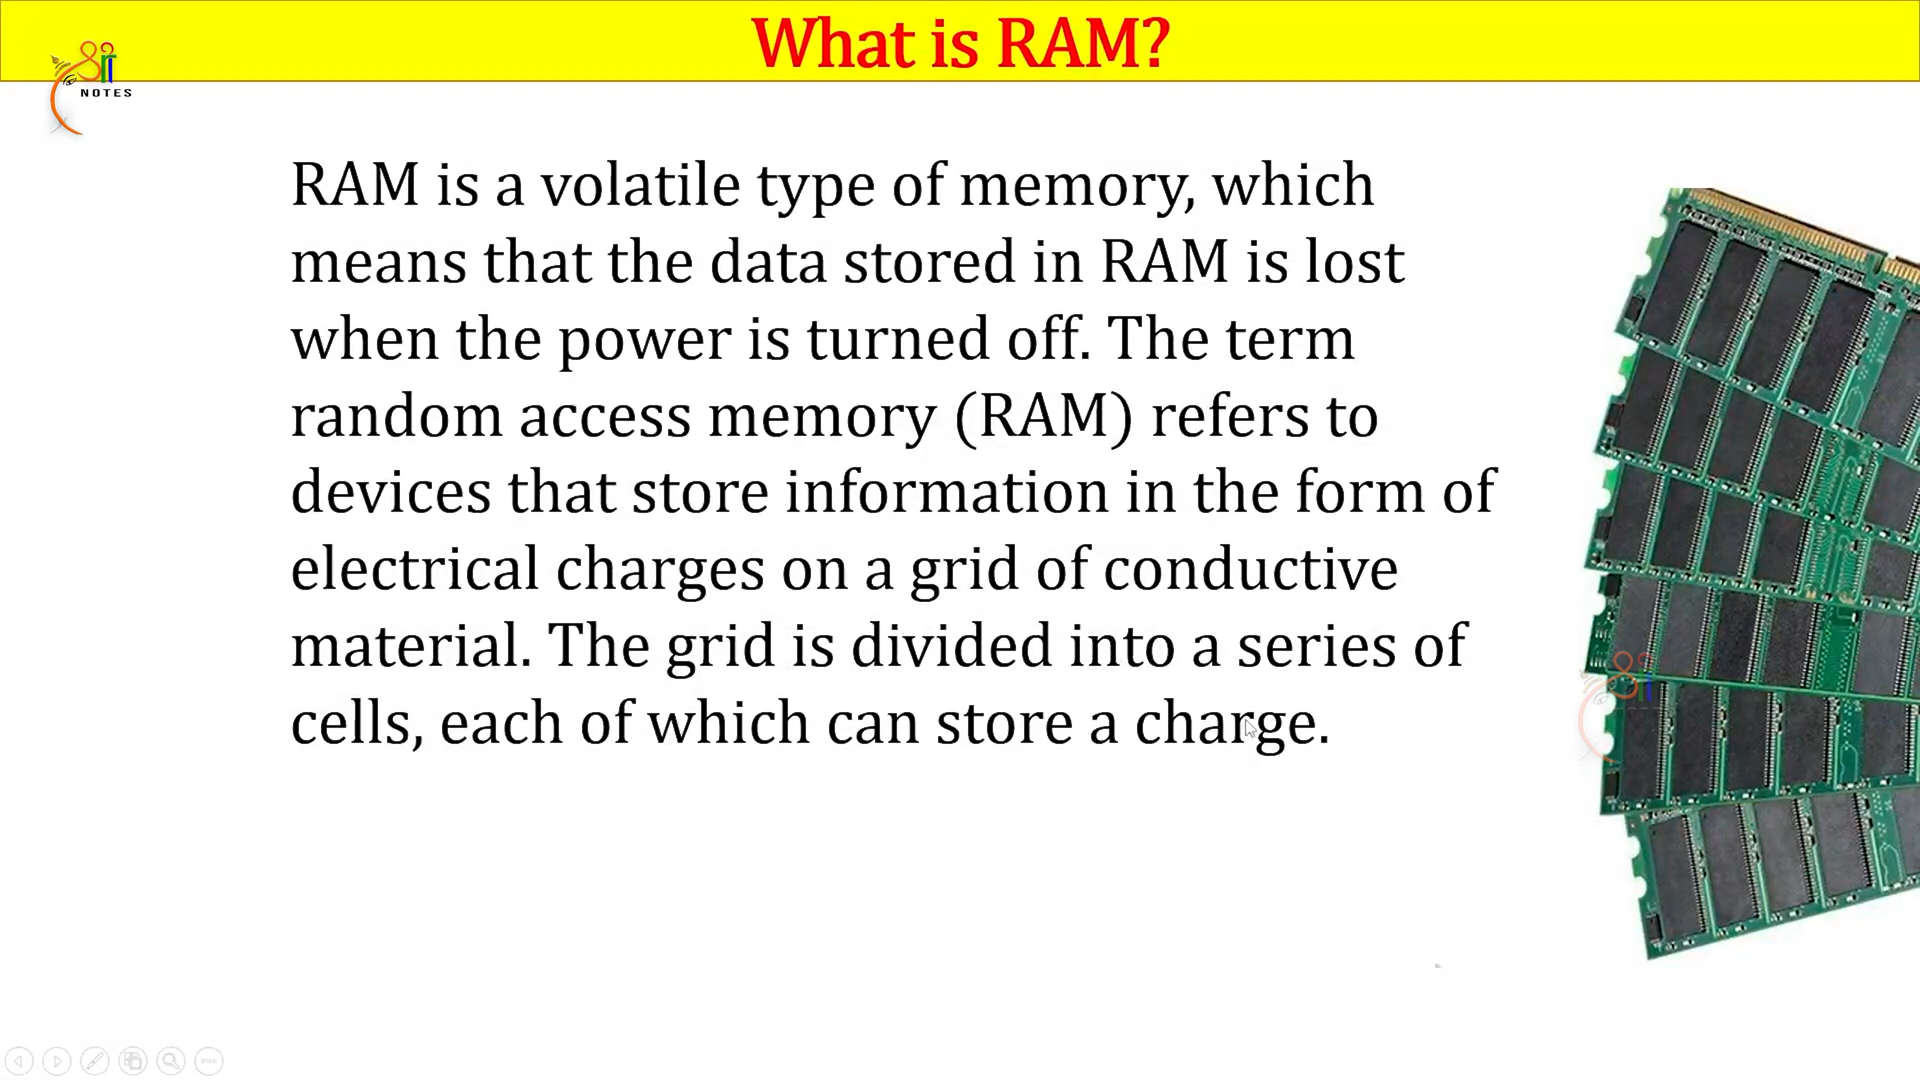 What is RAM?
Sri
NOTES
RAM is a volatile type of memory, which
means that the data stored in RAM is lost
when the power is turned off. The term
random access memory (RAM) refers to
devices that store information in the form of
electrical charges on a grid of conductive
material. The grid is divided into a series of
cells, each of which can store a charge.
Sri